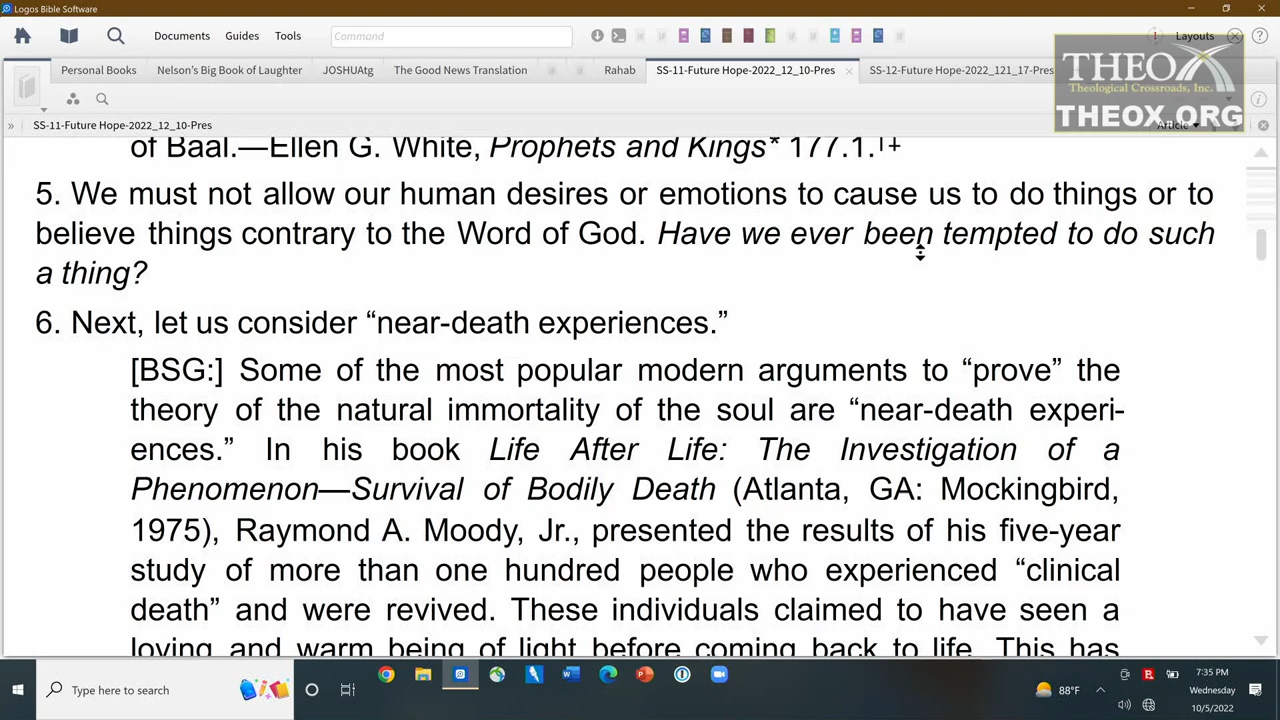 Logos Bible Software
Documents Guides Tools Command Layouts
Personal Books Nelson's Big Book of Laughter JOSHUAtg The Good News Translation Rahab SS-11-Future Hope-2022_12_10-Pres SS-12-Future Hope-2022_121_17-Pres
THEOX
Theological Crossroads, Inc.
THEOX.ORG
» SS-11-Future Hope-2022_12_10-Pres Article
of Baal.—Ellen G. White, Prophets and Kings* 177.1.†+
5. We must not allow our human desires or emotions to cause us to do things or to
believe things contrary to the Word of God. Have we ever been tempted to do such
a thing?
6. Next, let us consider “near-death experiences.”
[BSG:] Some of the most popular modern arguments to “prove” the
theory of the natural immortality of the soul are “near-death experi-
ences.” In his book Life After Life: The Investigation of a
Phenomenon—Survival of Bodily Death (Atlanta, GA: Mockingbird,
1975), Raymond A. Moody, Jr., presented the results of his five-year
study of more than one hundred people who experienced “clinical
death” and were revived. These individuals claimed to have seen a
loving and warm being of light before coming back to life. This has
Type here to search
88°F
7:35 PM
Wednesday
10/5/2022